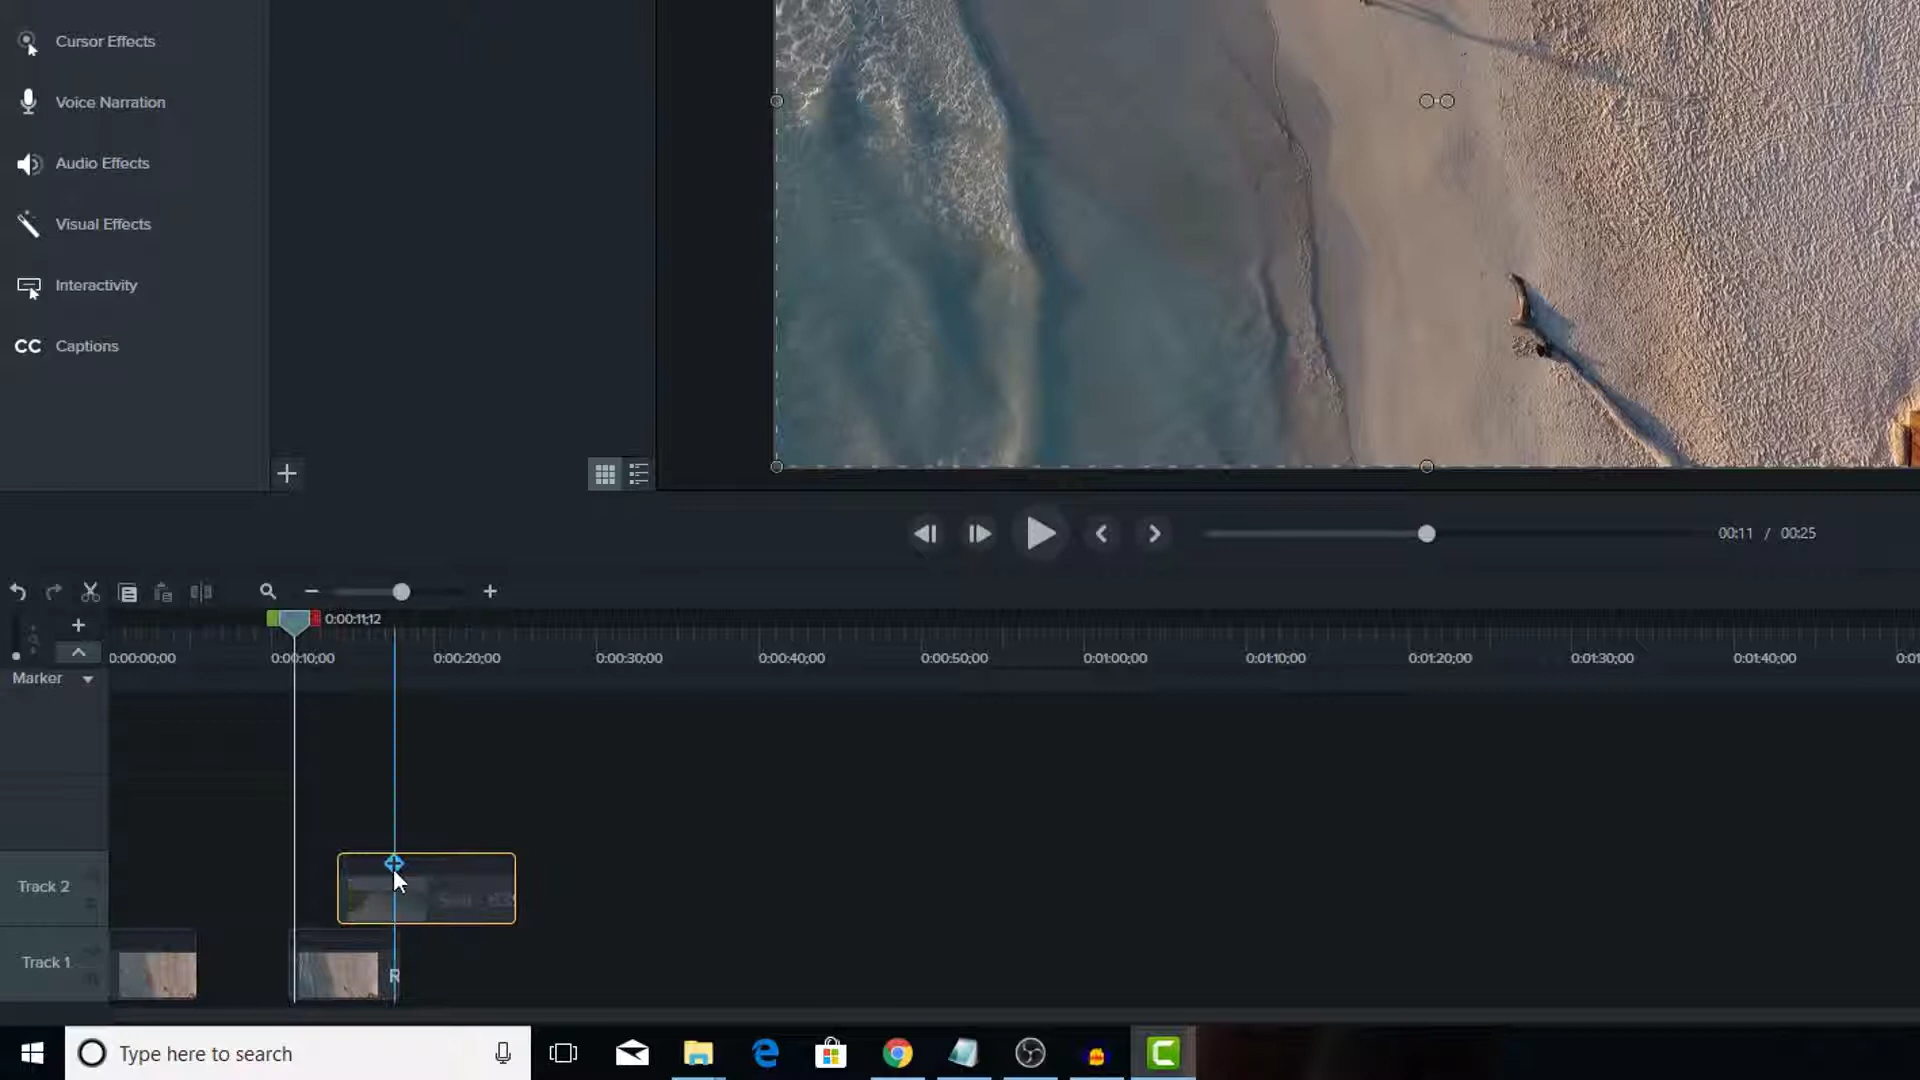 Cursor Effects
Voice Narration
Audio Effects
Visual Effects
Interactivity
CC Captions
00:11 / 00:25
0:00:11;12
0:00:00;00 0:00:10;00 0:00:20;00 0:00:30;00 0:00:40;00 0:00:50;00 0:01:00;00 0:01:10;00 0:01:20;00 0:01:30;00 0:01:40;00
Marker
Track 2
Track 1
R
Type here to search